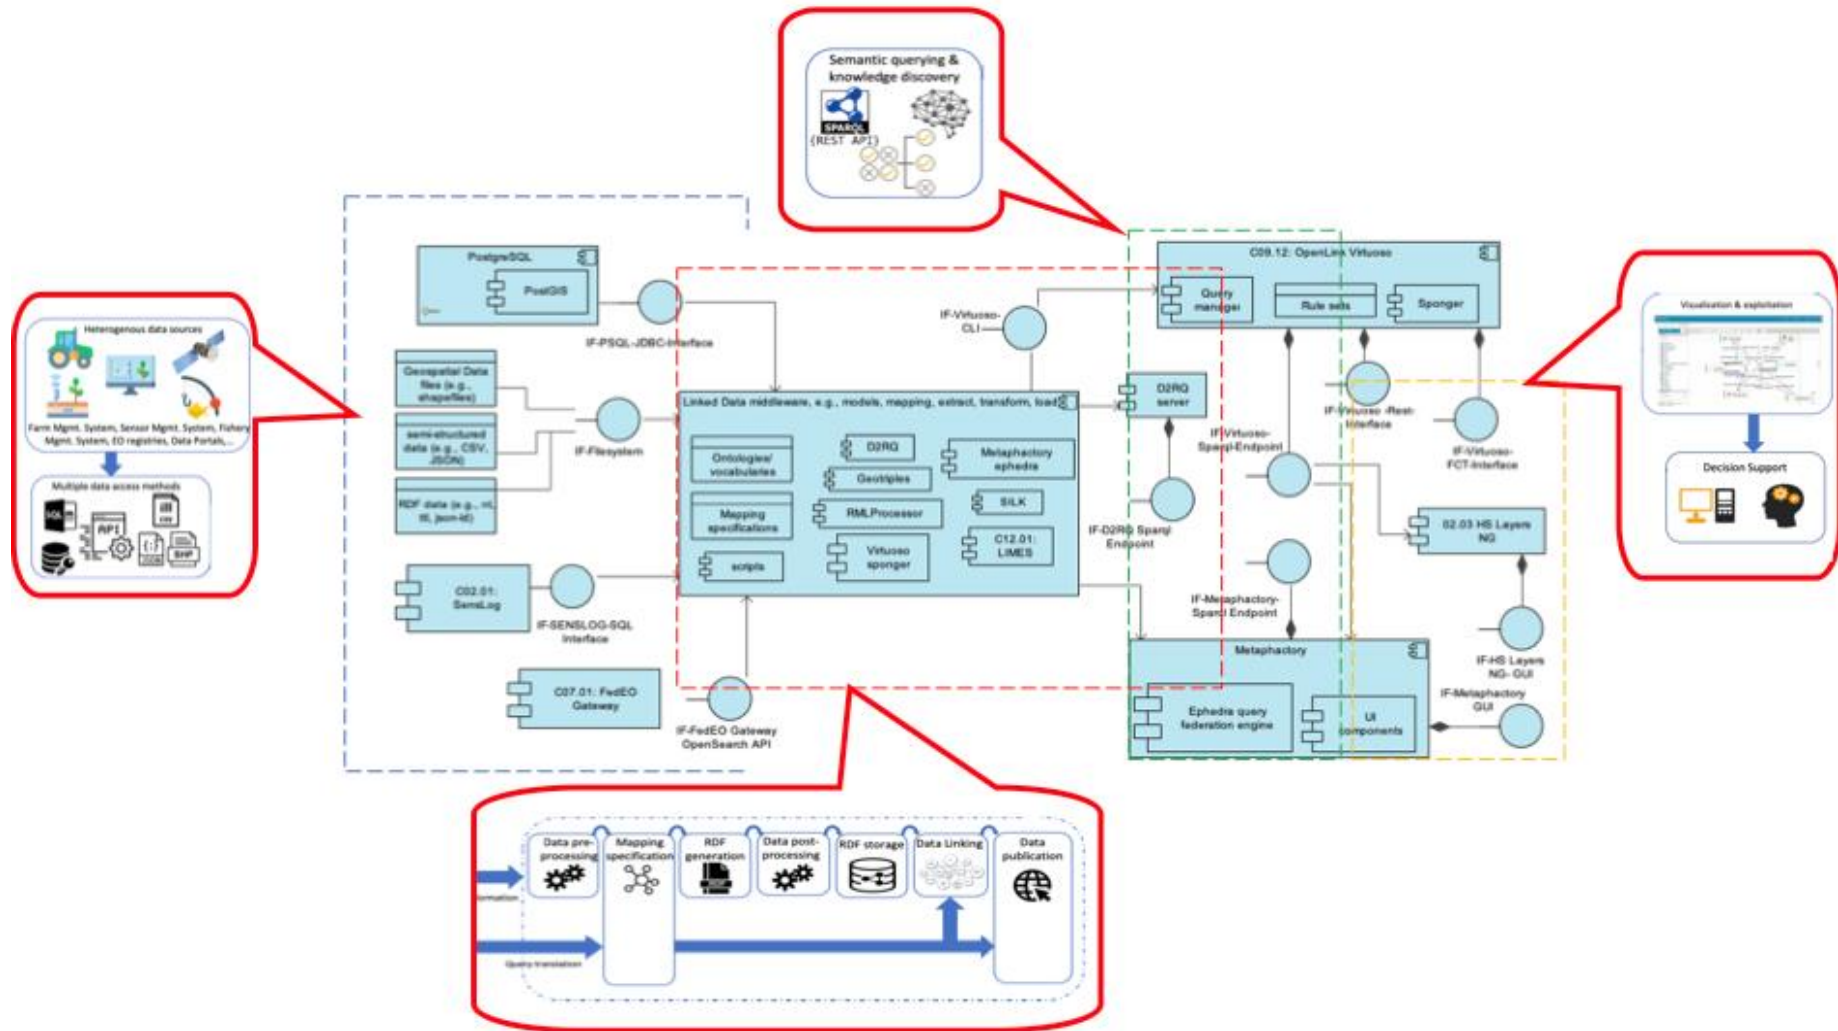 Semantic querying &
knowledge discovery
SPARQL
{REST API}
Heterogenous data sources
Farm Mgmt. System, Sensor Mgmt. System, Fishery
Mgmt. System, EO registries, Data Portals,...
Multiple data access methods
SQL
API
CSV
{;}
JSON
SHP
PostgreSQL
PostGIS
IF-PSQL-JDBC-Interface
Geospatial Data
files (e.g.,
shapefiles)
semi-structured
data (e.g., CSV,
JSON)
RDF data (e.g., nt,
ttl, json-ld)
IF-Filesystem
C02.01:
SensLog
IF-SENSLOG-SQL
Interface
C07.01: FedEO
Gateway
IF-FedEO Gateway
OpenSearch API
Linked Data middleware, e.g., models, mapping, extract, transform, load
Ontologies/
vocabularies
Mapping
specifications
scripts
D2RQ
Geotriples
RMLProcessor
Virtuoso
sponger
Metaphactory
ephedra
SILK
C12.01:
LIMES
IF-Virtuoso-
CLI
C09.12: OpenLink Virtuoso
Query
manager
Rule sets
Sponger
D2RQ
server
IF-D2RQ Sparql
Endpoint
IF-Virtuoso-
Sparql-Endpoint
IF-Virtuoso -Rest-
Interface
IF-Virtuoso-
FCT-Interface
02.03 HS Layers
NG
IF-HS Layers
NG- GUI
IF-Metaphactory-
Sparql Endpoint
Metaphactory
Ephedra query
federation engine
UI
components
IF-Metaphactory
GUI
Visualisation & exploitation
Decision Support
Data pre-
processing
Mapping
specification
RDF
generation
Data post-
processing
RDF storage
Data Linking
Data
publication
RDF
ormation
Query translation